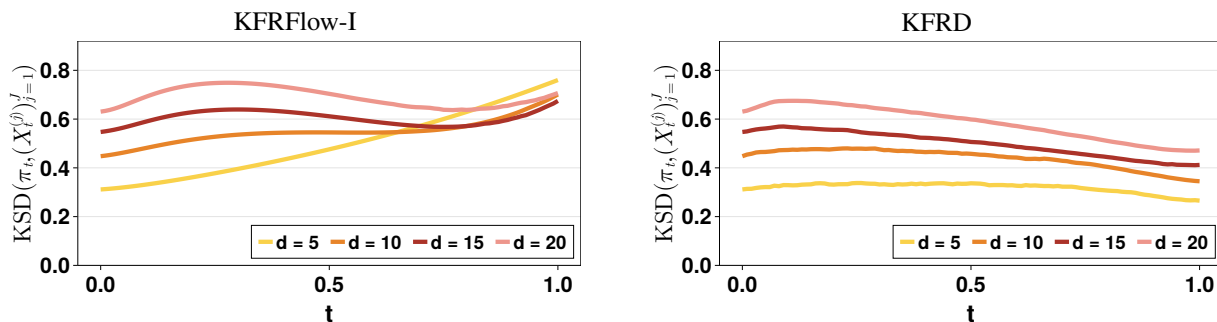 KFRFlow-I
KSD(π_t, (X_t^{(j)})_{j=1}^J)
0.8
0.6
0.4
0.2
0.0
0.0 0.5 1.0
t
d = 5 d = 10 d = 15 d = 20
KFRD
KSD(π_t, (X_t^{(j)})_{j=1}^J)
0.8
0.6
0.4
0.2
0.0
0.0 0.5 1.0
t
d = 5 d = 10 d = 15 d = 20